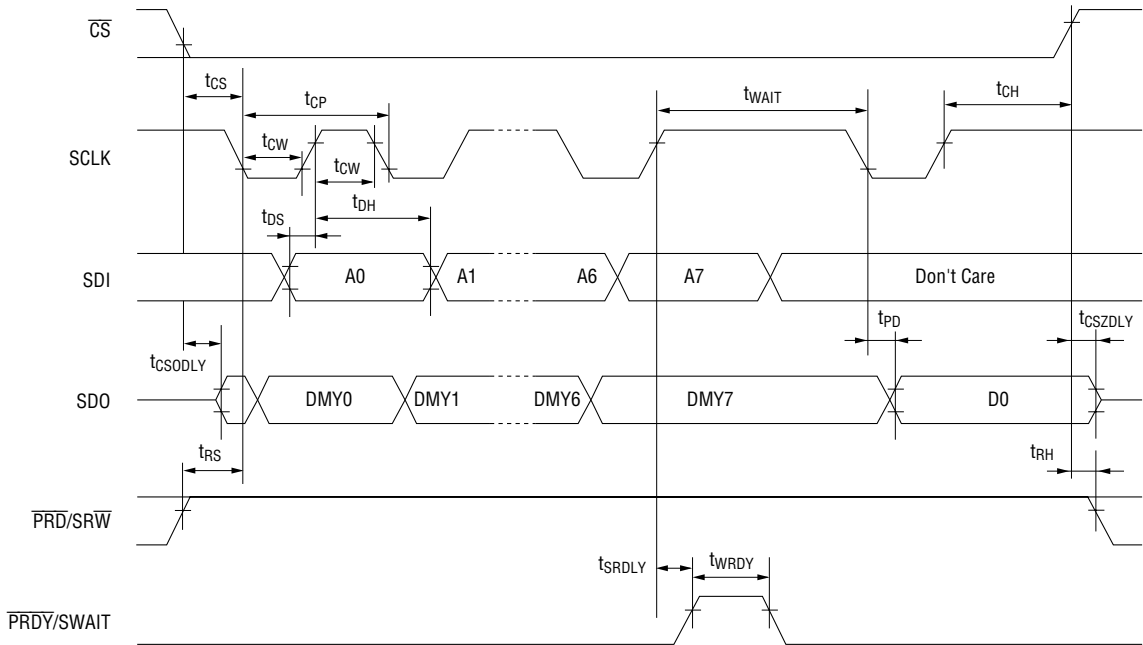 CS
tCS
tCP
tWAIT
tCH
SCLK
tCW
tCW
tDS
tDH
SDI
A0
A1
A6
A7
Don't Care
tCSODLY
tPD
tCSZDLY
SDO
DMY0
DMY1
DMY6
DMY7
D0
tRS
tRH
PRD/SRW
tSRDLY
tWRDY
PRDY/SWAIT